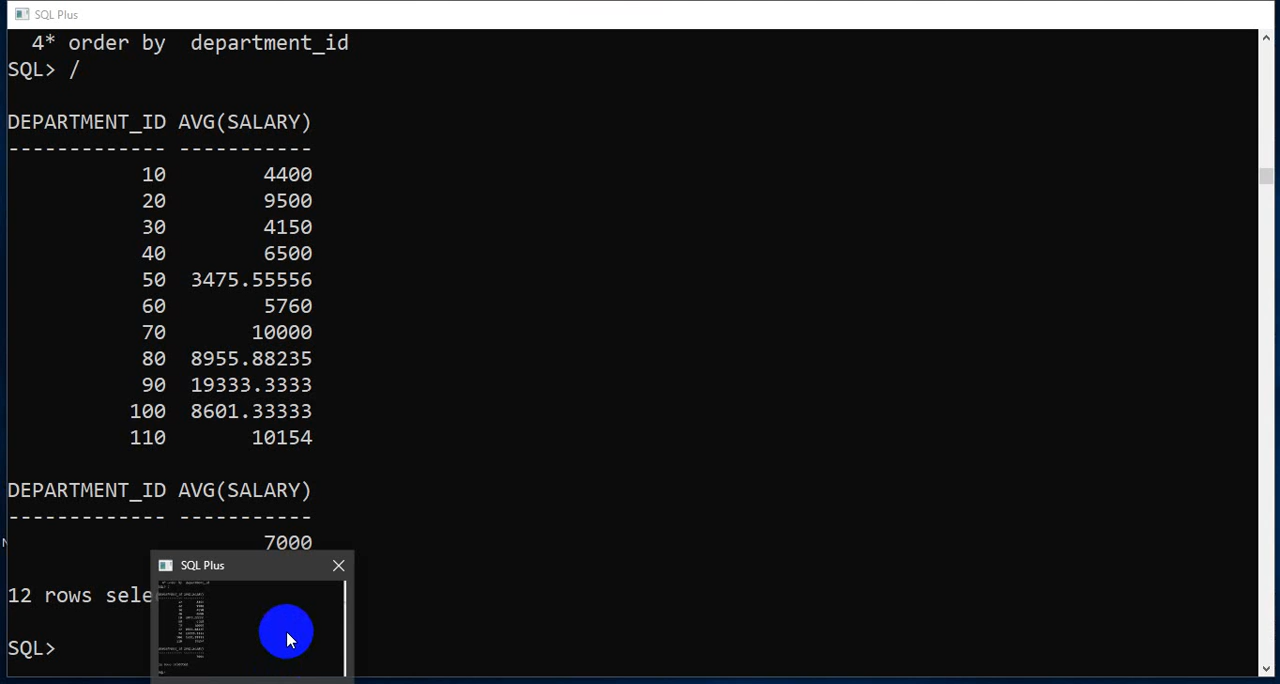 SQL Plus
4* order by  department_id
SQL> /
DEPARTMENT_ID AVG(SALARY)
------------- -----------
10        4400
20        9500
30        4150
40        6500
50  3475.55556
60        5760
70       10000
80  8955.88235
90  19333.3333
100  8601.33333
110       10154
DEPARTMENT_ID AVG(SALARY)
------------- -----------
7000
SQL Plus
12 rows sele
SQL>